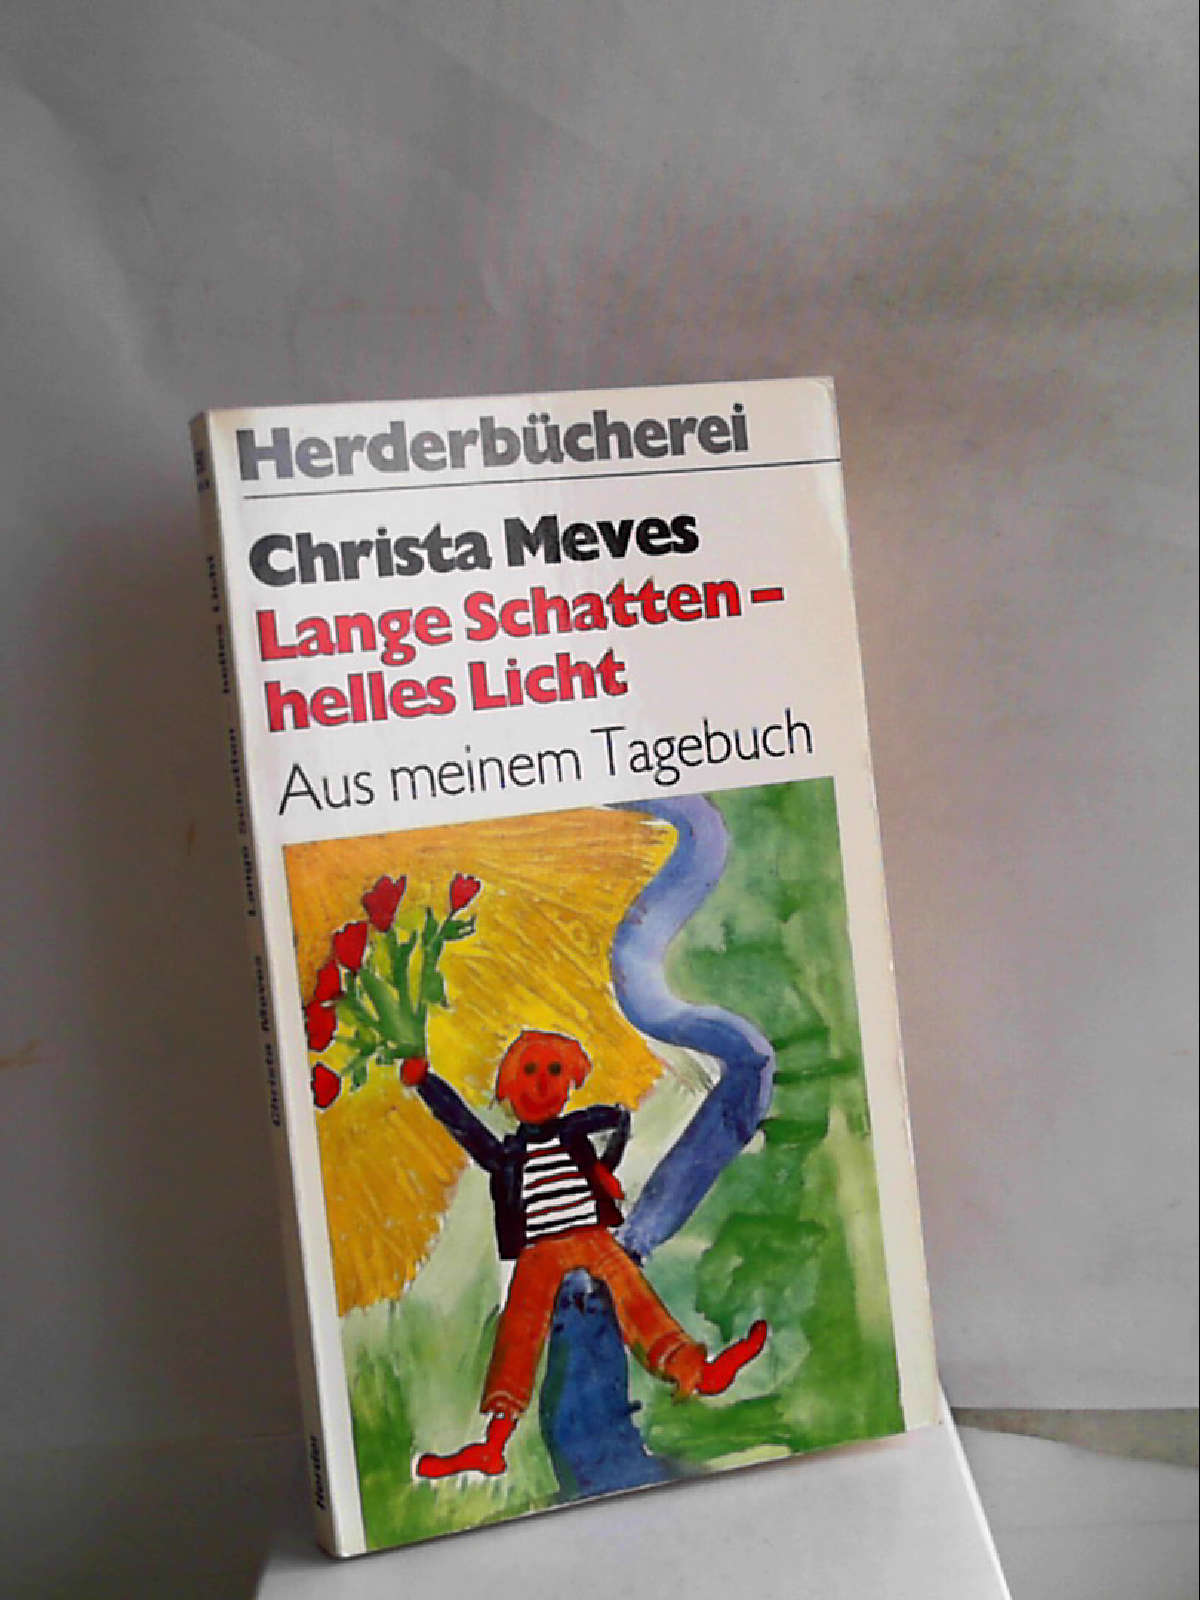 Herderbücherei
Christa Meves
Lange Schatten –
helles Licht
Aus meinem Tagebuch
Christa Meves Lange Schatten helles Licht
Herder